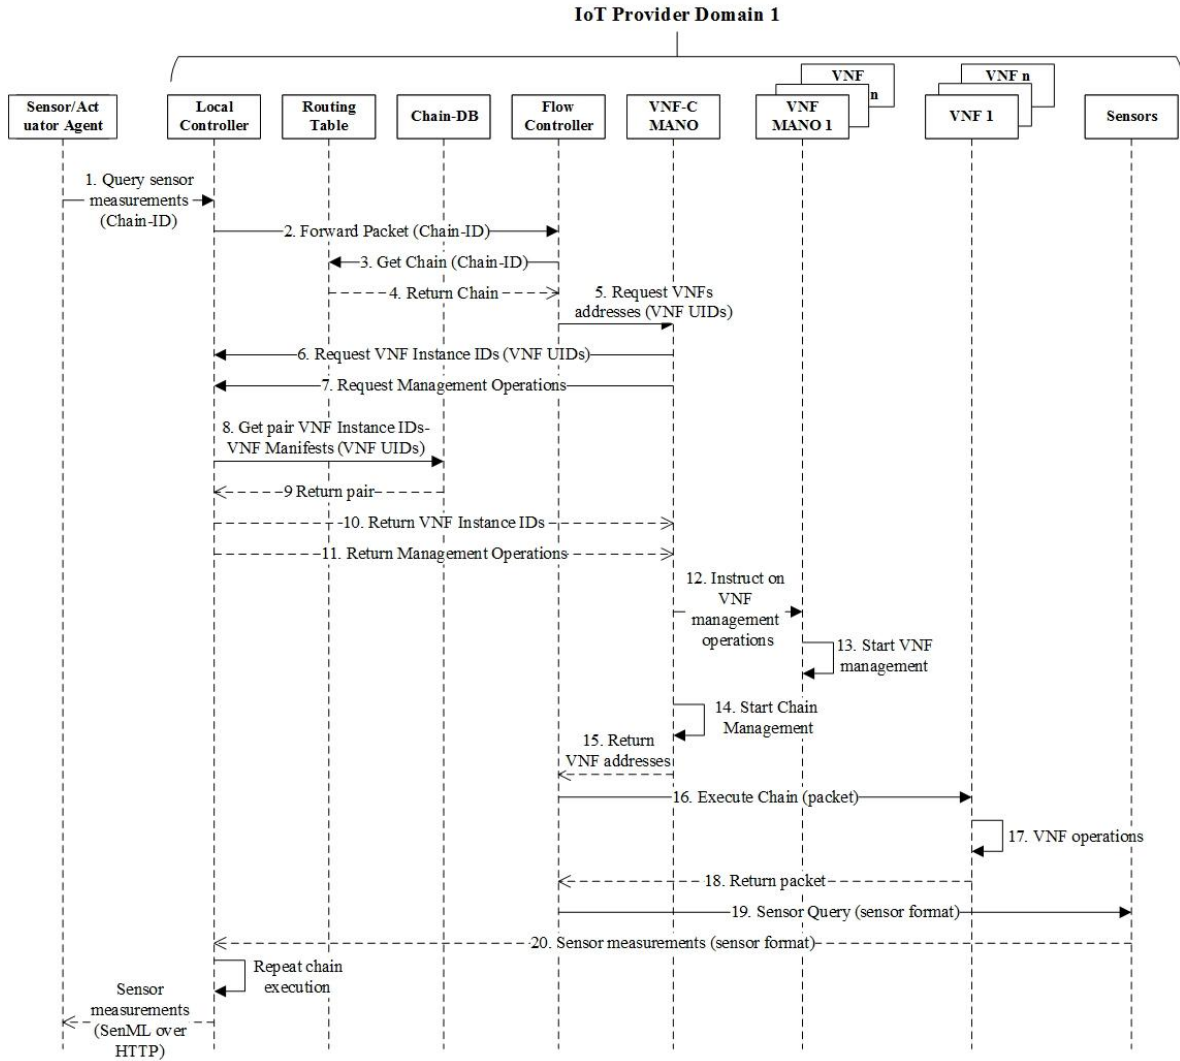 IoT Provider Domain 1
VNF
n
VNF n
Sensor/Act
uator Agent
Local
Controller
Routing
Table
Chain-DB
Flow
Controller
VNF-C
MANO
VNF
MANO 1
VNF 1
Sensors
1. Query sensor
measurements
(Chain-ID)
2. Forward Packet (Chain-ID)
3. Get Chain (Chain-ID)
4. Return Chain
5. Request VNFs
addresses (VNF UIDs)
6. Request VNF Instance IDs (VNF UIDs)
7. Request Management Operations
8. Get pair VNF Instance IDs-
VNF Manifests (VNF UIDs)
9 Return pair
10. Return VNF Instance IDs
11. Return Management Operations
12. Instruct on
VNF
management
operations
13. Start VNF
management
14. Start Chain
Management
15. Return
VNF addresses
16. Execute Chain (packet)
17. VNF operations
18. Return packet
19. Sensor Query (sensor format)
20. Sensor measurements (sensor format)
Repeat chain
execution
Sensor
measurements
(SenML over
HTTP)